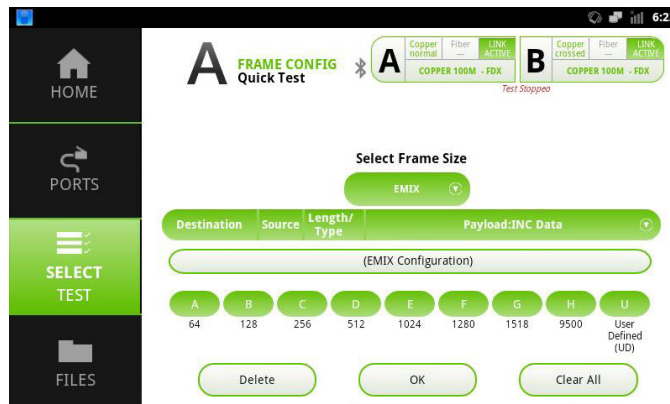 6:2
HOME
PORTS
SELECT
TEST
FILES
A
FRAME CONFIG
Quick Test
A
Copper
normal
Fiber
—
LINK
ACTIVE
COPPER 100M - FDX
B
Copper
crossed
Fiber
—
LINK
ACTIVE
COPPER 100M - FDX
Test Stopped
Select Frame Size
EMIX
Destination Source Length/
Type Payload:INC Data
(EMIX Configuration)
A B C D E F G H U
64 128 256 512 1024 1280 1518 9500 User
Defined
(UD)
Delete OK Clear All